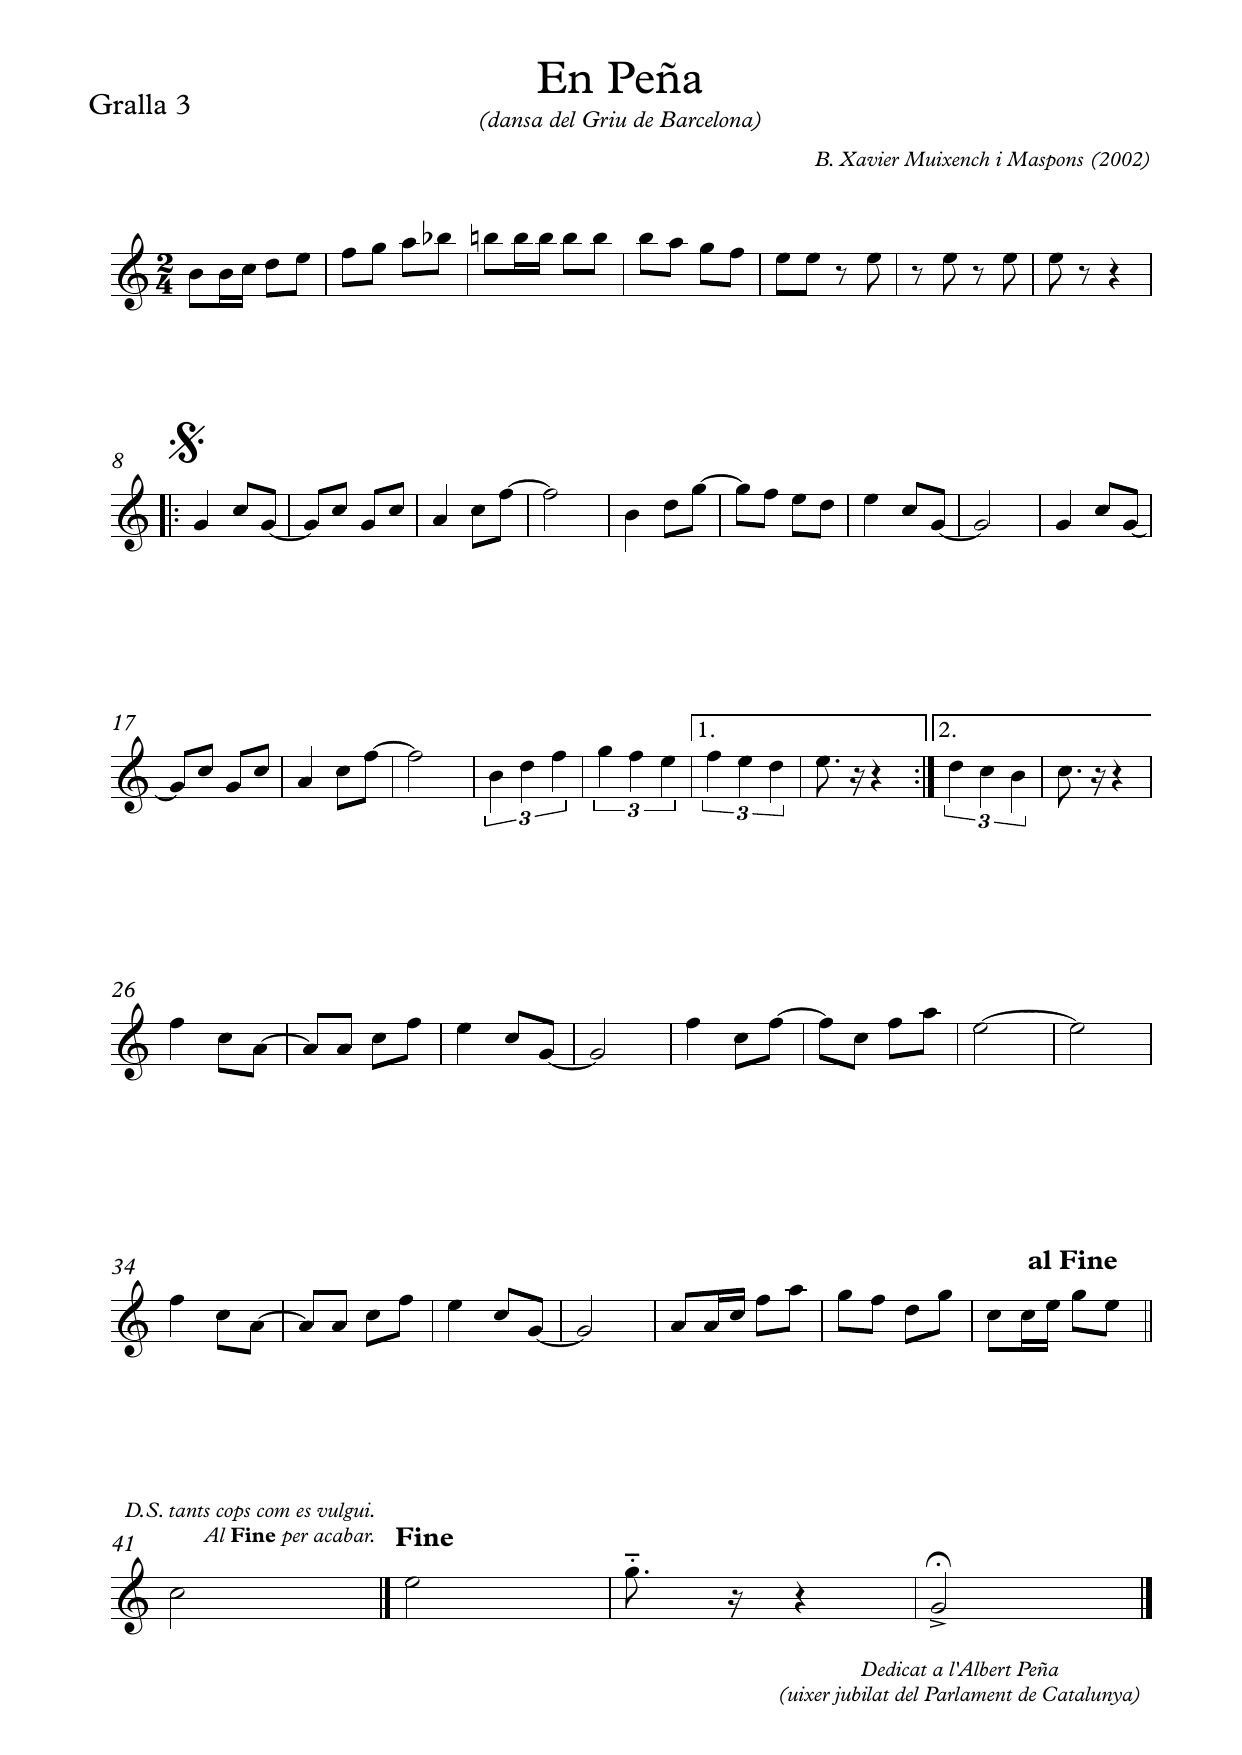 En Peña
Gralla 3
(dansa del Griu de Barcelona)
B. Xavier Muixench i Maspons (2002)
2
4
8
17
1.
2.
3
3
3
3
26
34
al Fine
D.S. tants cops com es vulgui.
Al Fine per acabar.
Fine
41
Dedicat a l'Albert Peña
(uixer jubilat del Parlament de Catalunya)